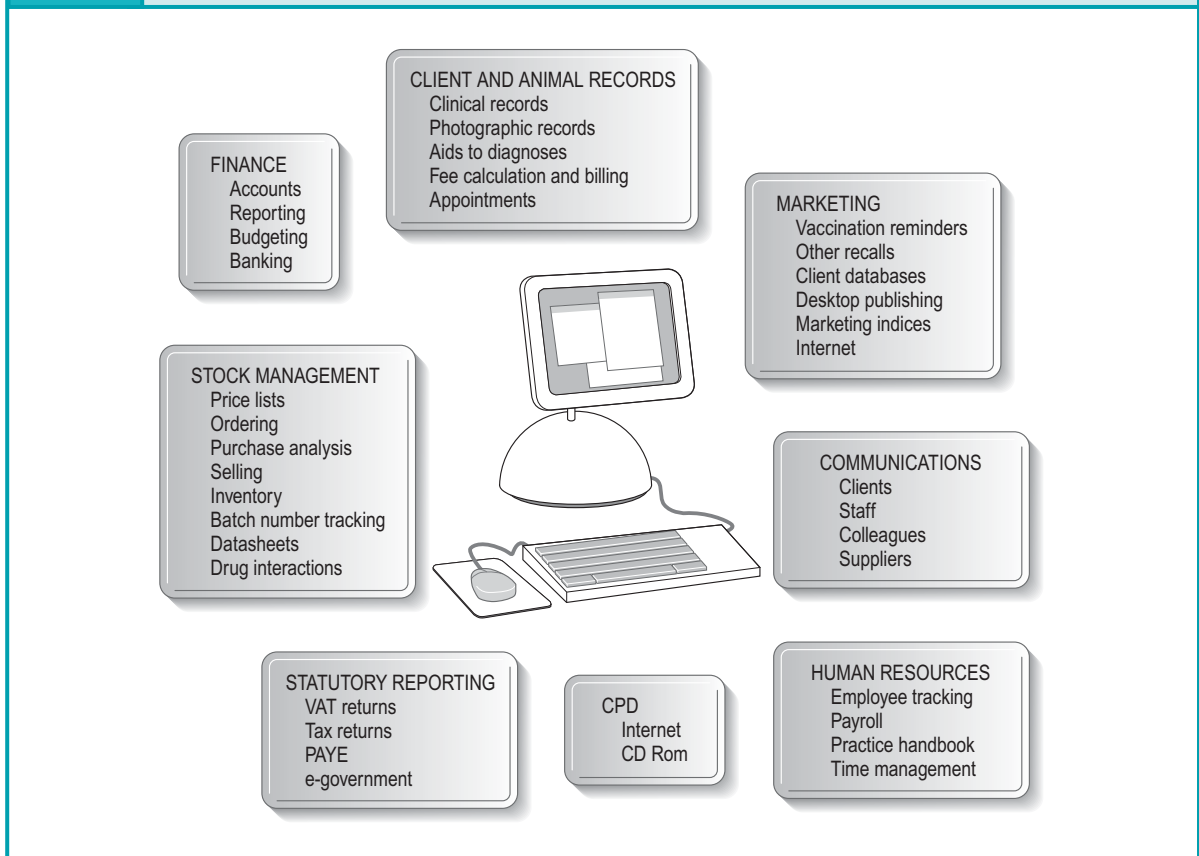 CLIENT AND ANIMAL RECORDS
Clinical records
Photographic records
Aids to diagnoses
Fee calculation and billing
Appointments
FINANCE
Accounts
Reporting
Budgeting
Banking
MARKETING
Vaccination reminders
Other recalls
Client databases
Desktop publishing
Marketing indices
Internet
STOCK MANAGEMENT
Price lists
Ordering
Purchase analysis
Selling
Inventory
Batch number tracking
Datasheets
Drug interactions
COMMUNICATIONS
Clients
Staff
Colleagues
Suppliers
STATUTORY REPORTING
VAT returns
Tax returns
PAYE
e-government
CPD
Internet
CD Rom
HUMAN RESOURCES
Employee tracking
Payroll
Practice handbook
Time management